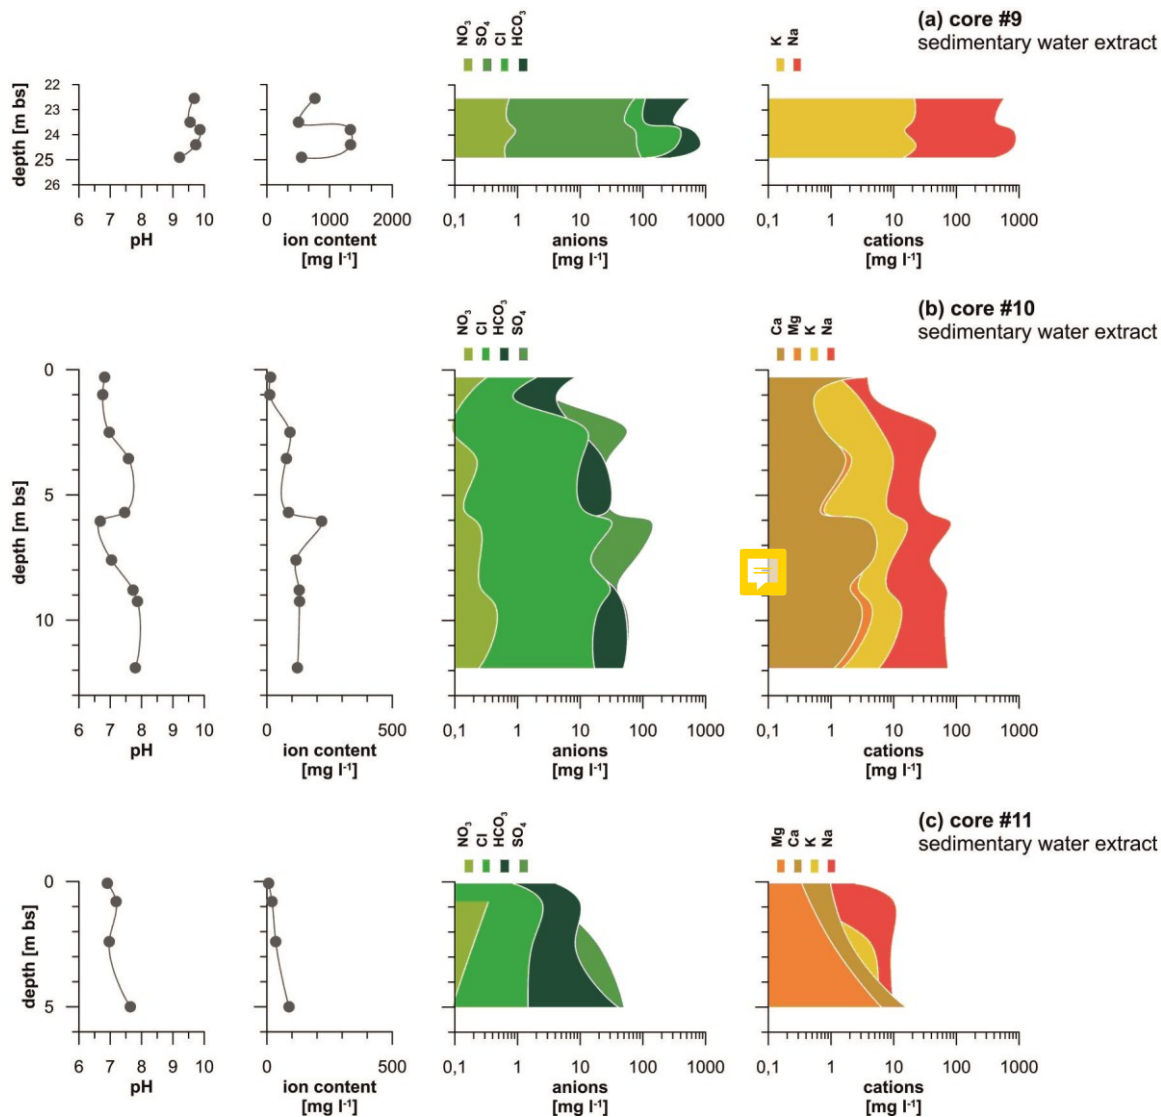 (a) core #9
sedimentary water extract
NO₃
SO₄
Cl
HCO₃
K
Na
depth [m bs]
22
23
24
25
26
6 7 8 9 10
pH
0 1000 2000
ion content
[mg l⁻¹]
0,1 1 10 100 1000
anions
[mg l⁻¹]
0,1 1 10 100 1000
cations
[mg l⁻¹]
(b) core #10
sedimentary water extract
NO₃
Cl
HCO₃
SO₄
Ca
Mg
K
Na
depth [m bs]
0
5
10
6 7 8 9 10
pH
0 500
ion content
[mg l⁻¹]
0,1 1 10 100 1000
anions
[mg l⁻¹]
0,1 1 10 100 1000
cations
[mg l⁻¹]
(c) core #11
sedimentary water extract
NO₃
Cl
HCO₃
SO₄
Mg
Ca
K
Na
depth [m bs]
0
5
6 7 8 9 10
pH
0 500
ion content
[mg l⁻¹]
0,1 1 10 100 1000
anions
[mg l⁻¹]
0,1 1 10 100 1000
cations
[mg l⁻¹]